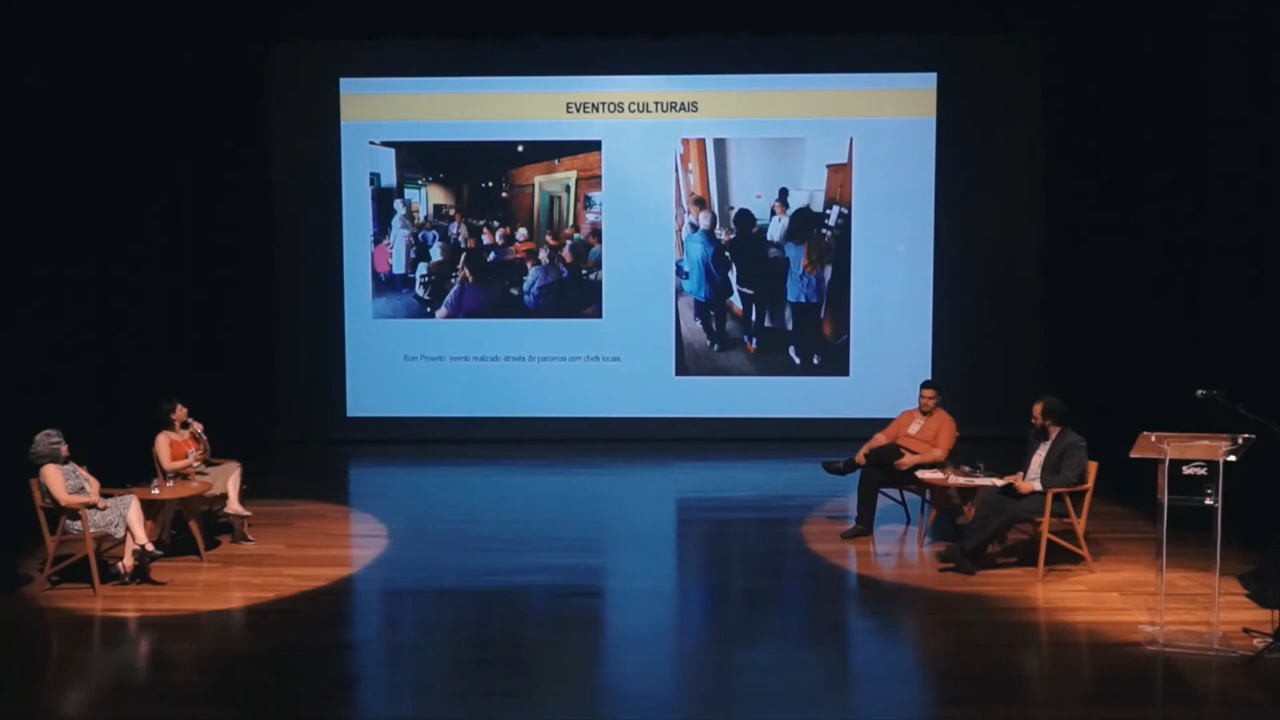 EVENTOS CULTURAIS
Bom Proveito: evento realizado através de parcerias com chefs locais
Sesc